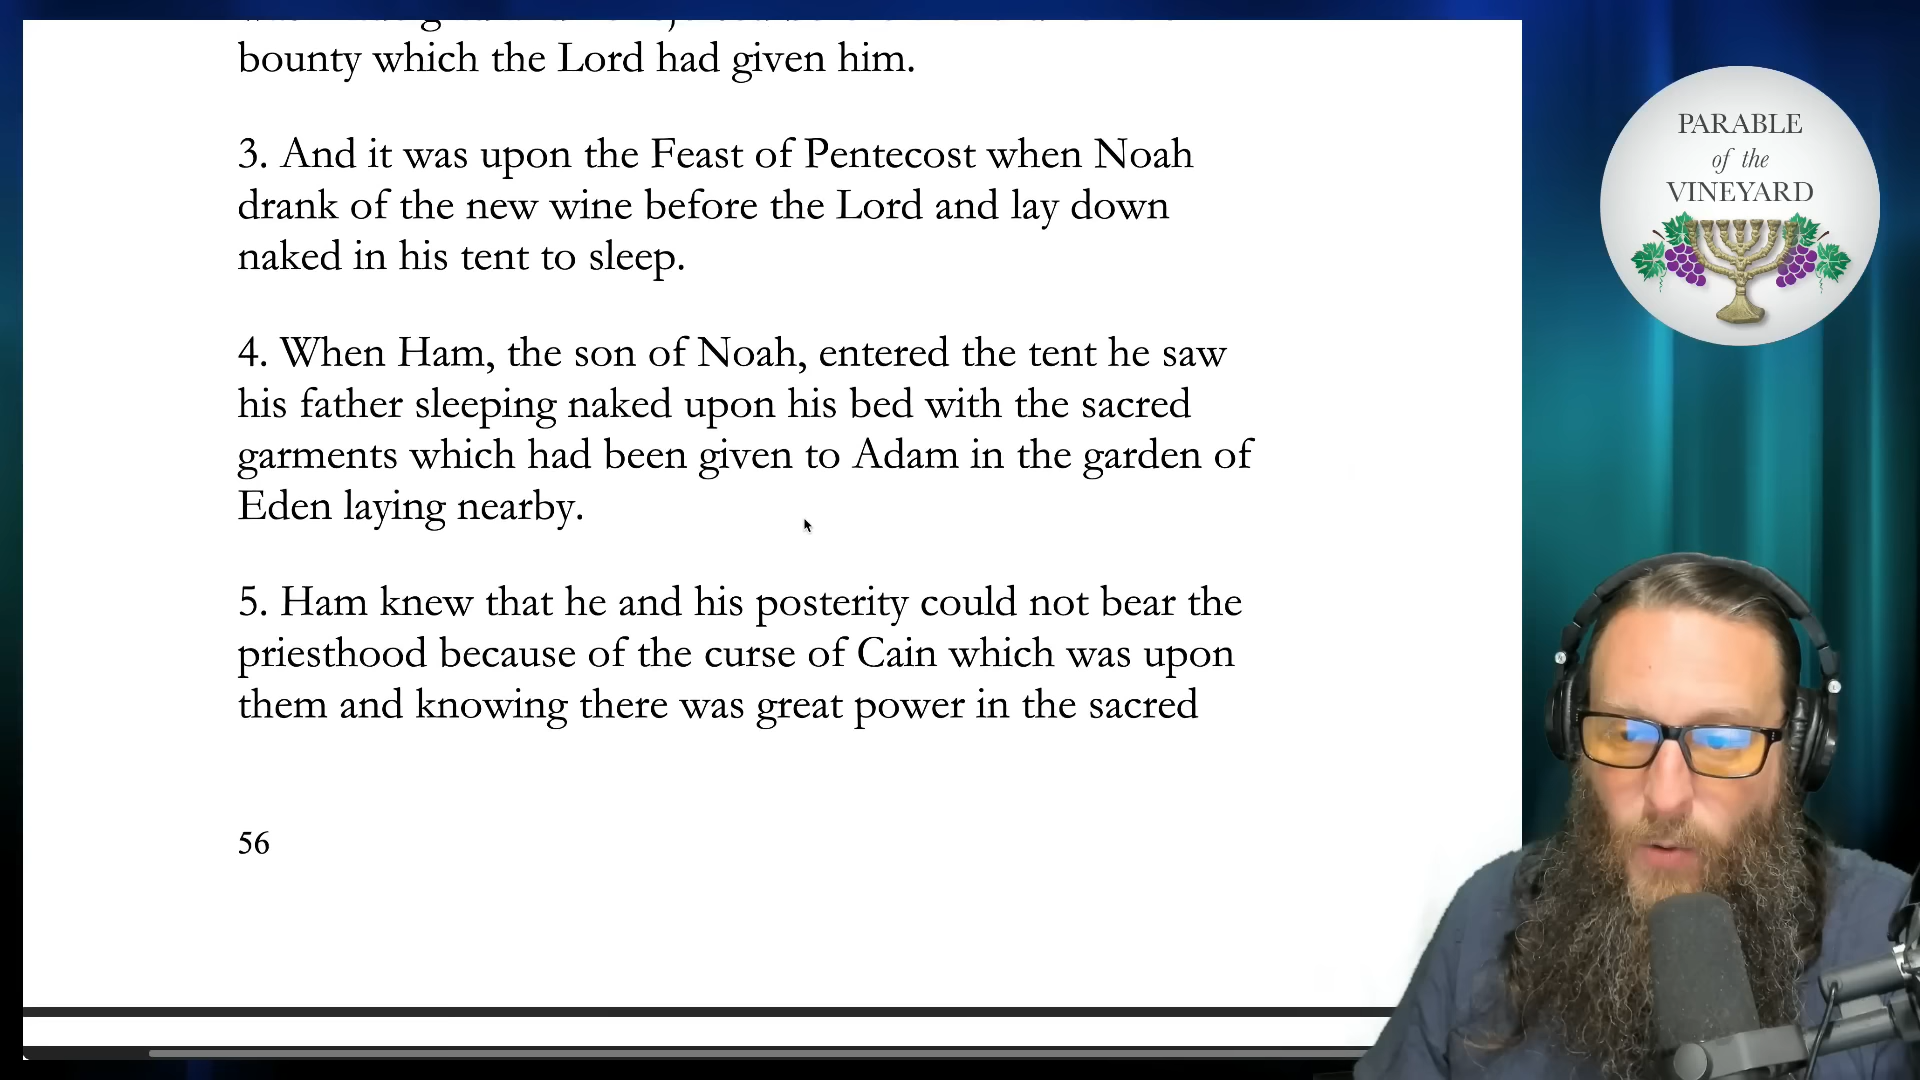 bounty which the Lord had given him.
3. And it was upon the Feast of Pentecost when Noah
drank of the new wine before the Lord and lay down
naked in his tent to sleep.
4. When Ham, the son of Noah, entered the tent he saw
his father sleeping naked upon his bed with the sacred
garments which had been given to Adam in the garden of
Eden laying nearby.
5. Ham knew that he and his posterity could not bear the
priesthood because of the curse of Cain which was upon
them and knowing there was great power in the sacred
56
PARABLE
of the
VINEYARD